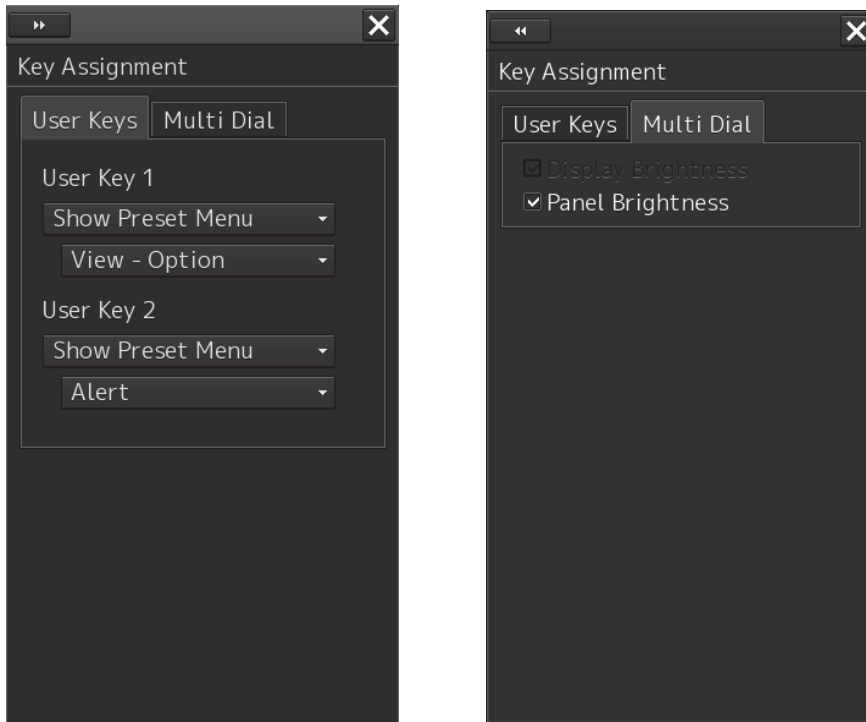 Key Assignment
User Keys Multi Dial
User Key 1
Show Preset Menu
View - Option
User Key 2
Show Preset Menu
Alert
Key Assignment
User Keys Multi Dial
Display Brightness
Panel Brightness